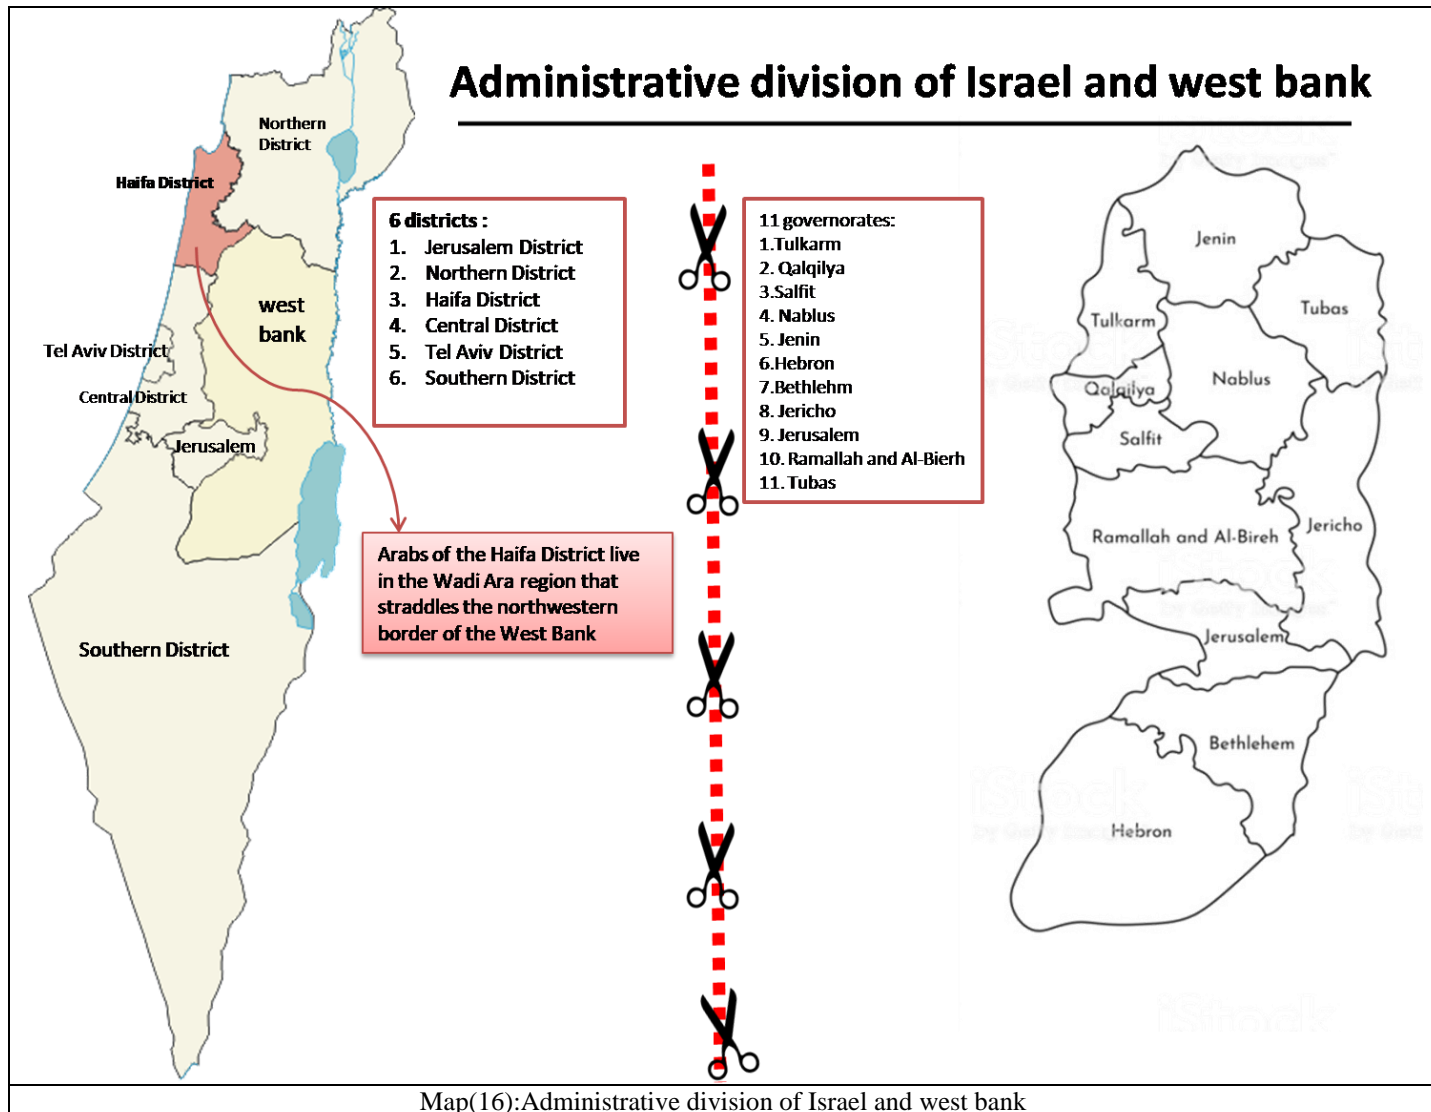 Administrative division of Israel and west bank
Northern
District
Haifa District
west
bank
Tel Aviv District
Central District
Jerusalem
Southern District
6 districts :
1. Jerusalem District
2. Northern District
3. Haifa District
4. Central District
5. Tel Aviv District
6. Southern District
Arabs of the Haifa District live
in the Wadi Ara region that
straddles the northwestern
border of the West Bank
11 governorates:
1.Tulkarm
2. Qalqilya
3.Salfit
4. Nablus
5. Jenin
6.Hebron
7.Bethlehm
8. Jericho
9. Jerusalem
10. Ramallah and Al-Bierh
11. Tubas
Jenin
Tubas
Tulkarm
Nablus
Qalqilya
Salfit
Jericho
Ramallah and Al-Bireh
Jerusalem
Bethlehem
Hebron
iStock
by Getty Images™
Map(16):Administrative division of Israel and west bank